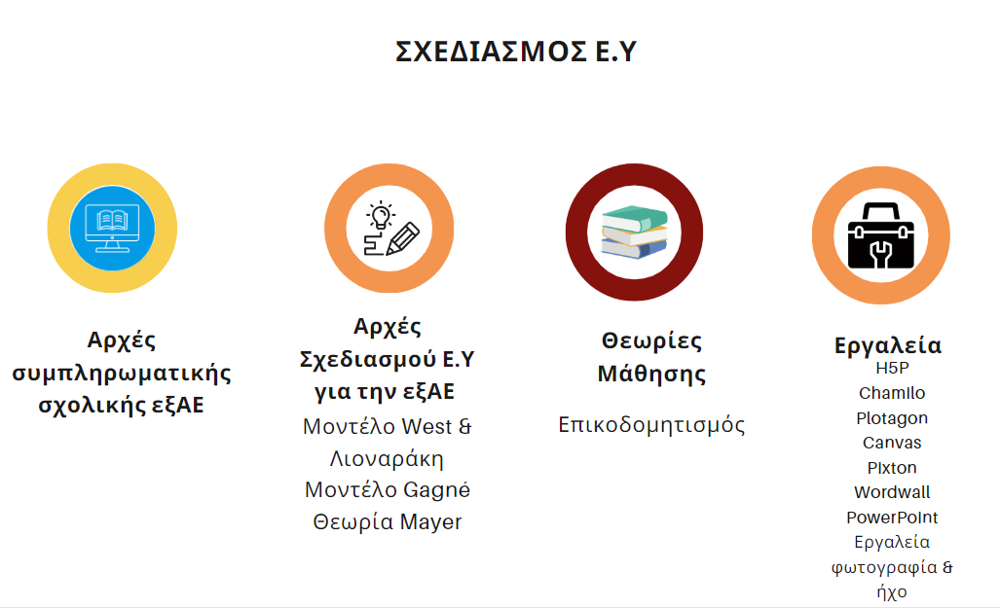 ΣΧΕΔΙΑΣΜΟΣ Ε.Υ
Αρχές
συμπληρωματικής
σχολικής εξΑΕ
Αρχές
Σχεδιασμού Ε.Υ
για την εξΑΕ
Μοντέλο West &
Λιοναράκη
Μοντέλο Gagné
Θεωρία Mayer
Θεωρίες
Μάθησης
Επικοδομητισμός
Εργαλεία
H5P
Chamilo
Plotagon
Canvas
Pixton
Wordwall
PowerPoint
Εργαλεία
φωτογραφία &
ήχο